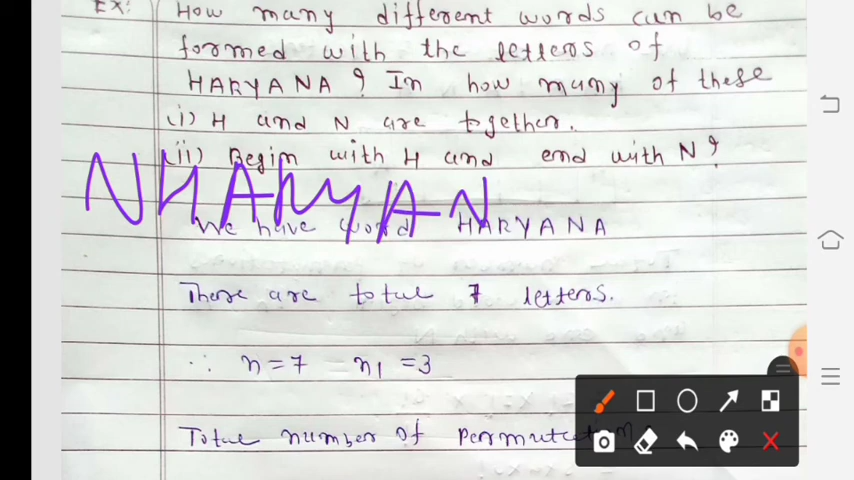 Ex: How many different words can be
formed with the letters of
HARYANA ? In how many of these
(i) H and N are together.
(ii) Begin with H and end with N ?
We have word HARYANA
There are total 7 letters.
∴ n = 7 n1 = 3
Total number of Permutation